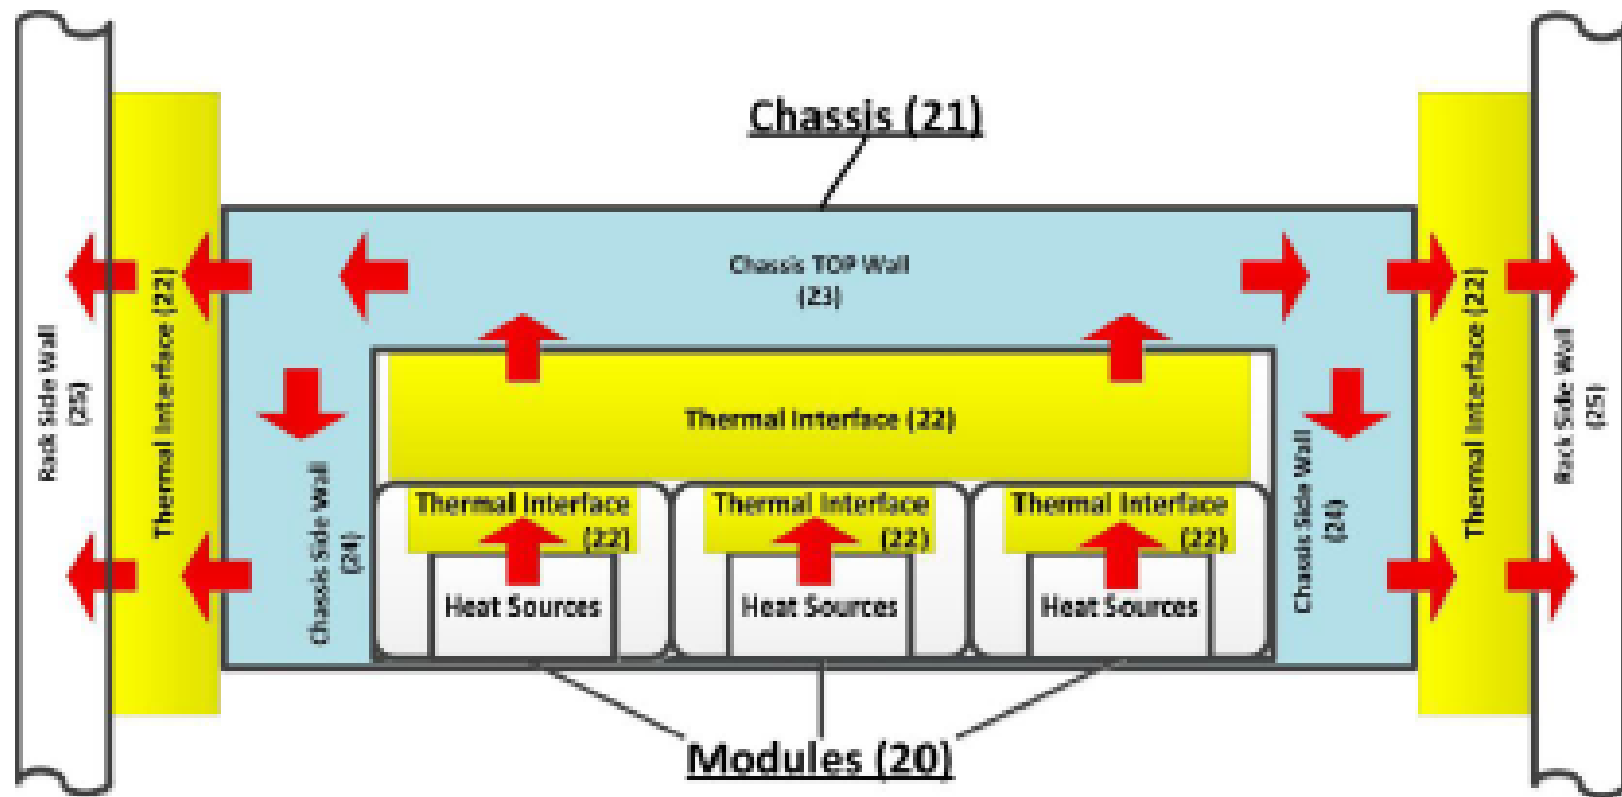 Chassis (21)
Chassis TOP Wall
(23)
Rack Side Wall
(25)
Thermal Interface (22)
Chassis Side Wall
(24)
Thermal Interface (22)
Thermal Interface
(22)
Thermal Interface
(22)
Thermal Interface
(22)
Heat Sources
Heat Sources
Heat Sources
Chassis Side Wall
(24)
Thermal Interface (22)
Rack Side Wall
(25)
Modules (20)